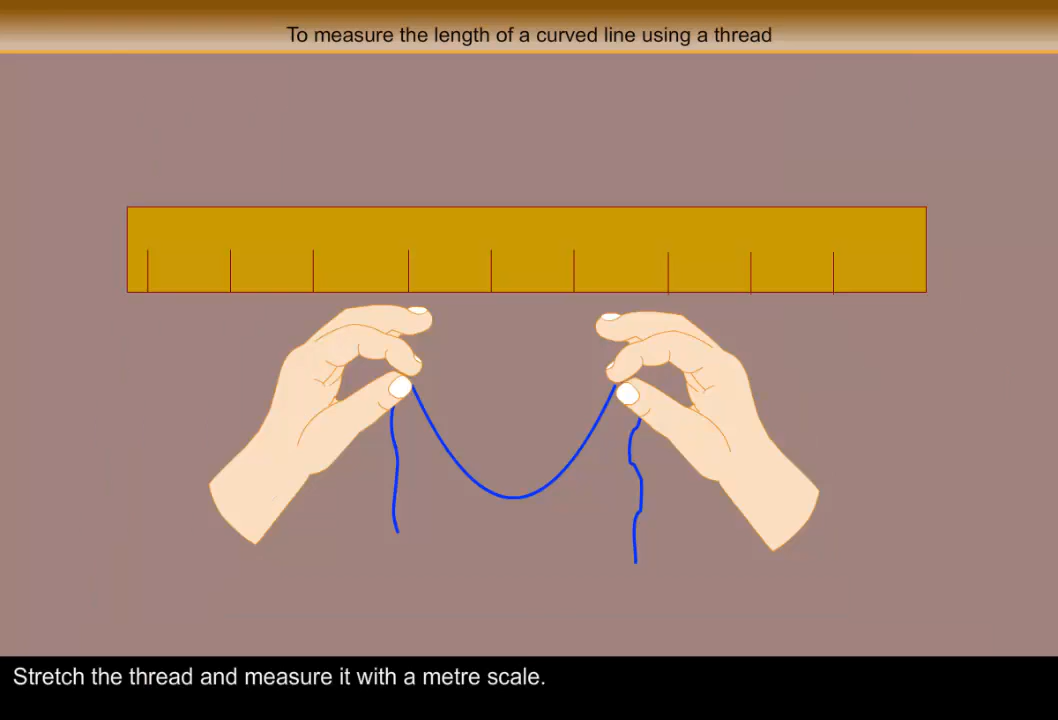 To measure the length of a curved line using a thread
Stretch the thread and measure it with a metre scale.